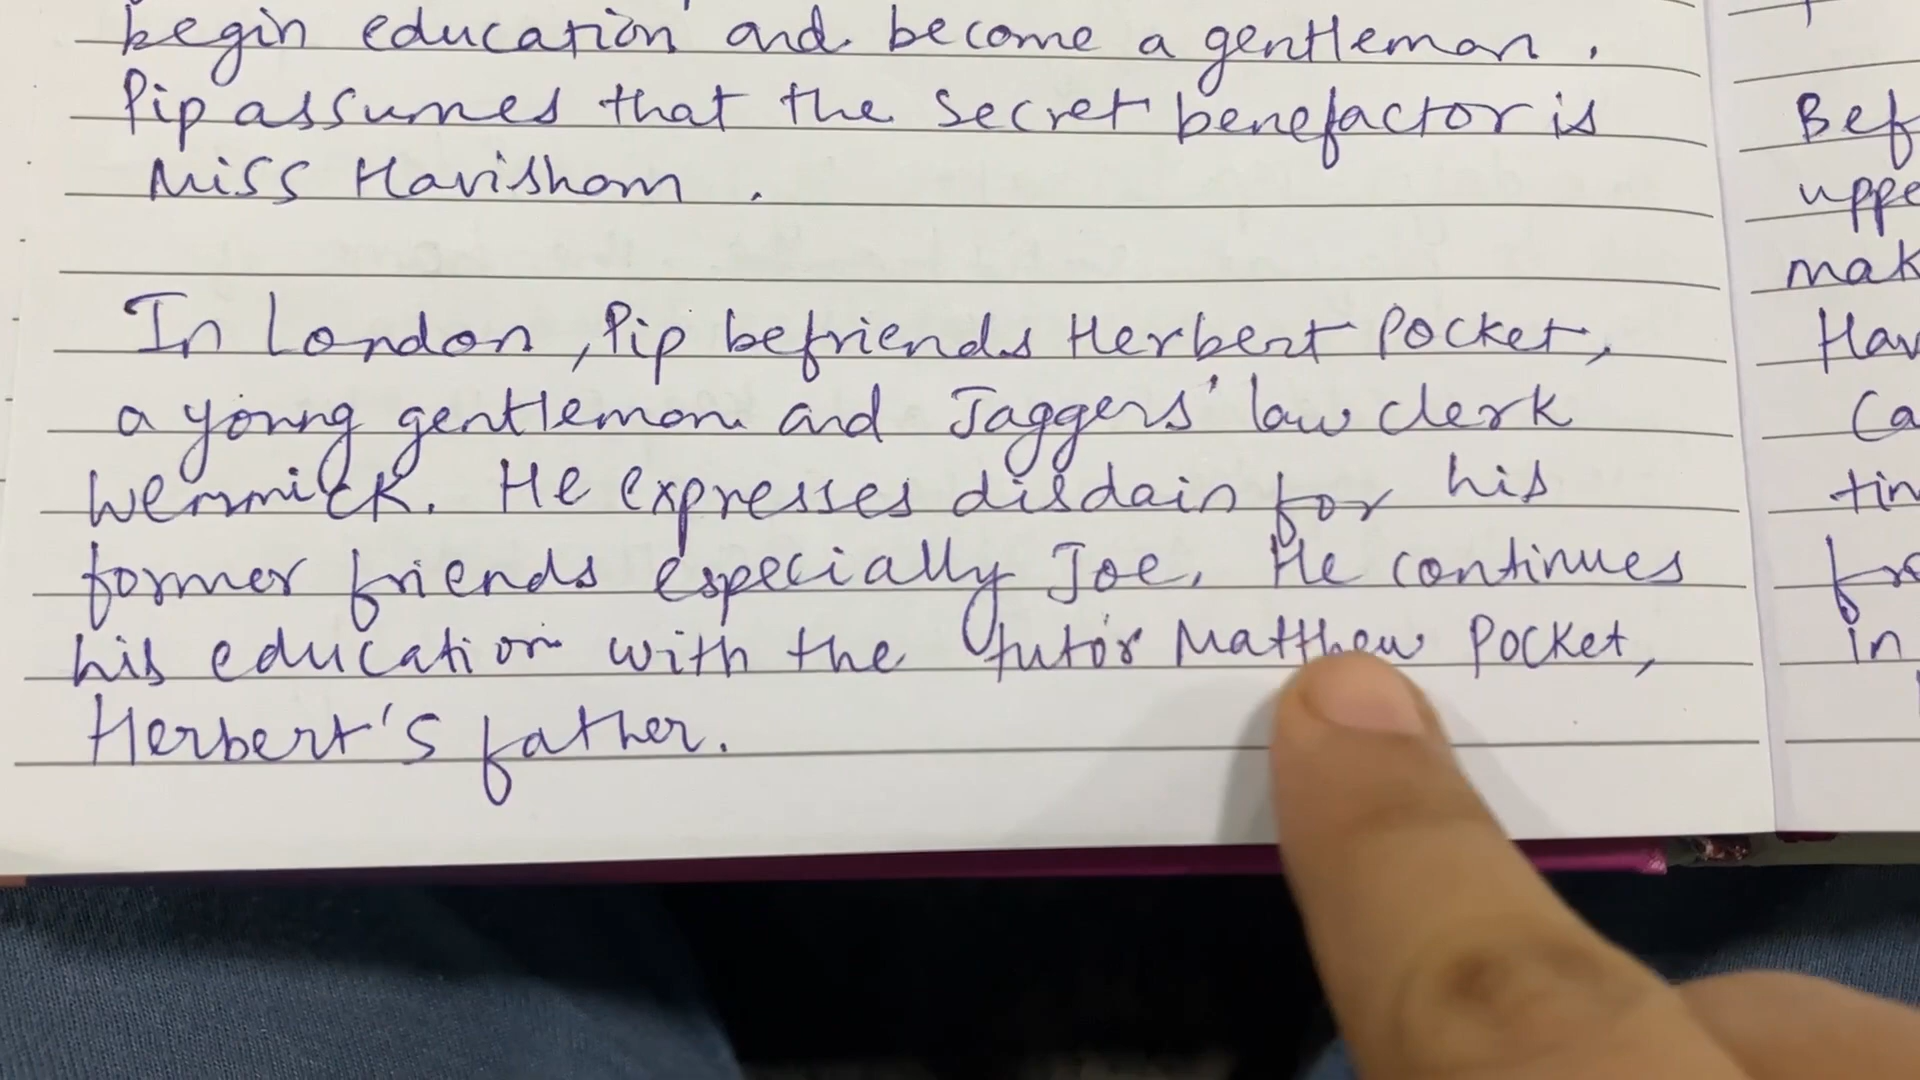 begin education and become a gentleman.
Pip assumes that the secret benefactor is
Miss Havisham.
In London, Pip befriends Herbert Pocket,
a young gentleman and Jaggers' law clerk
Wemmick. He expresses disdain for his
former friends especially Joe. He continues
his education with the tutor Matthew Pocket,
Herbert's father.
Bef
uppe
mak
Hav
Ca
tin
fro
in